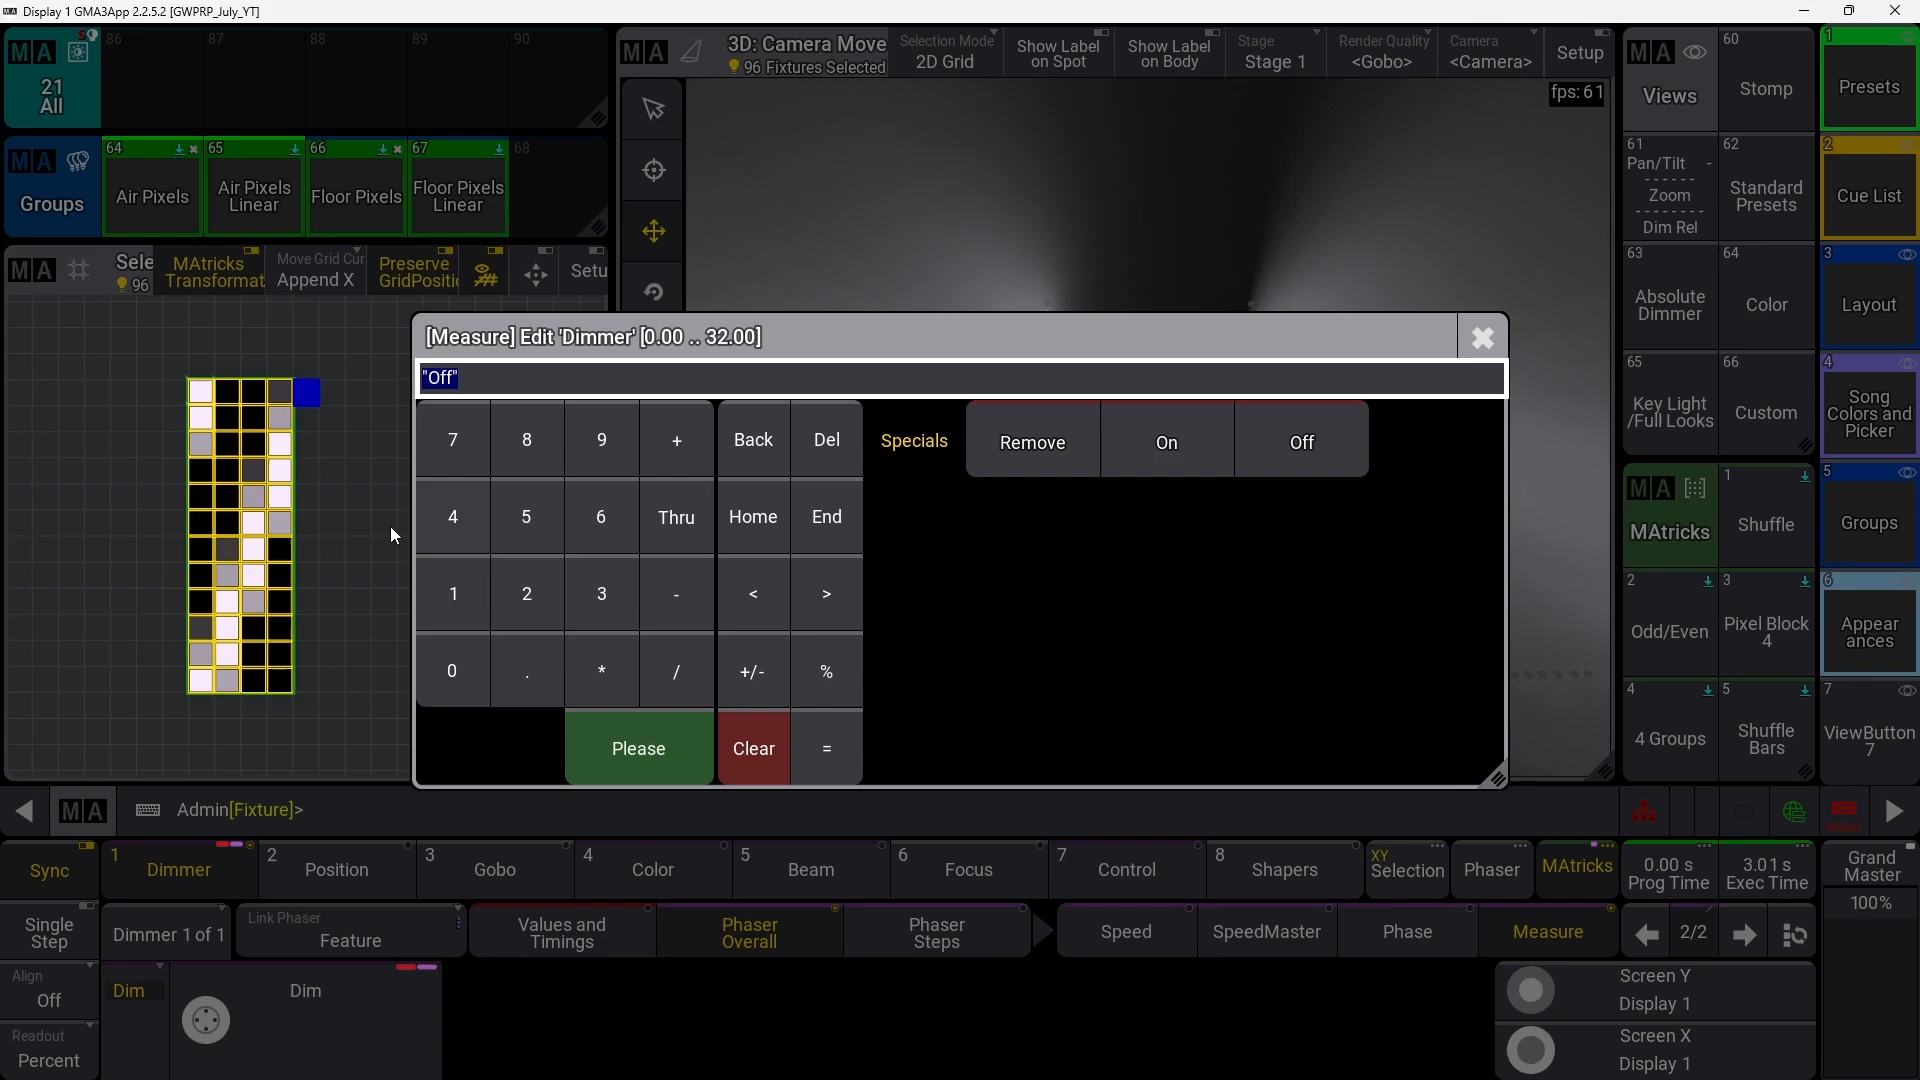 Display 1 GMA3App 2.2.5.2 [GWPRP_July_YT]
MA
21
All
86
87
88
89
90
MA
Groups
64
Air Pixels
65
Air Pixels
Linear
66
Floor Pixels
67
Floor Pixels
Linear
68
MA
Sele
96
MAtricks
Transformat
Move Grid Cur
Append X
Preserve
GridPositi
Setu
MA
3D: Camera Move
96 Fixtures Selected
Selection Mode
2D Grid
Show Label
on Spot
Show Label
on Body
Stage
Stage 1
Render Quality
<Gobo>
Camera
<Camera>
Setup
fps: 61
MA
Views
60
Stomp
61
Pan/Tilt -
Zoom
Dim Rel
62
Standard
Presets
63
Absolute
Dimmer
64
Color
65
Key Light
/Full Looks
66
Custom
MA
MAtricks
1
Shuffle
2
Odd/Even
3
Pixel Block
4
4
4 Groups
5
Shuffle
Bars
1
Presets
2
Cue List
3
Layout
4
Song
Colors and
Picker
5
Groups
6
Appear
ances
7
ViewButton
7
[Measure] Edit 'Dimmer' [0.00 .. 32.00]
"Off"
7 8 9 + Back Del
4 5 6 Thru Home End
1 2 3 - < >
0 . * / +/- %
Please Clear =
Specials Remove On Off
MA
Admin[Fixture]>
Sync
1 Dimmer
2 Position
3 Gobo
4 Color
5 Beam
6 Focus
7 Control
8 Shapers
XY
Selection
Phaser
MAtricks
0.00 s
Prog Time
3.01 s
Exec Time
Grand
Master
100%
Single
Step
Dimmer 1 of 1
Link Phaser
Feature
Values and
Timings
Phaser
Overall
Phaser
Steps
Speed
SpeedMaster
Phase
Measure
2/2
Align
Off
Dim
Dim
Readout
Percent
Screen Y
Display 1
Screen X
Display 1